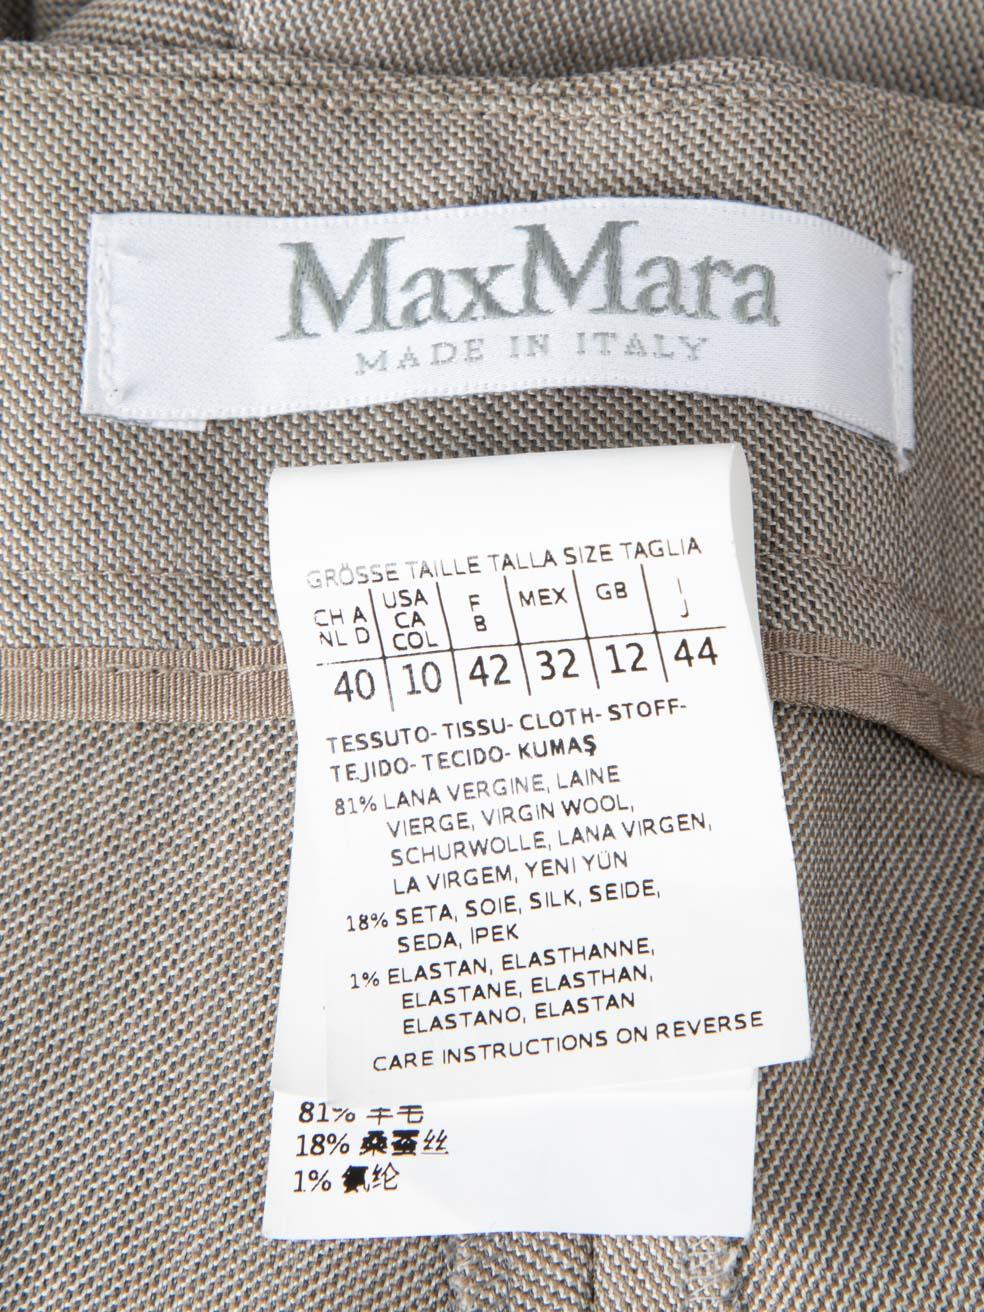 MaxMara
MADE IN ITALY
GRÖSSE TAILLE TALLA SIZE TAGLIA
CH A NL D | USA CA COL | F B | MEX | GB | I J
40 | 10 | 42 | 32 | 12 | 44
TESSUTO- TISSU- CLOTH- STOFF-
TEJIDO- TECIDO- KUMAŞ
81% LANA VERGINE, LAINE
VIERGE, VIRGIN WOOL,
SCHURWOLLE, LANA VIRGEN,
LA VIRGEM, YENI YÜN
18% SETA, SOIE, SILK, SEIDE,
SEDA, İPEK
1% ELASTAN, ELASTHANNE,
ELASTANE, ELASTHAN,
ELASTANO, ELASTAN
CARE INSTRUCTIONS ON REVERSE
81% 羊毛
18% 桑蚕丝
1% 氨纶